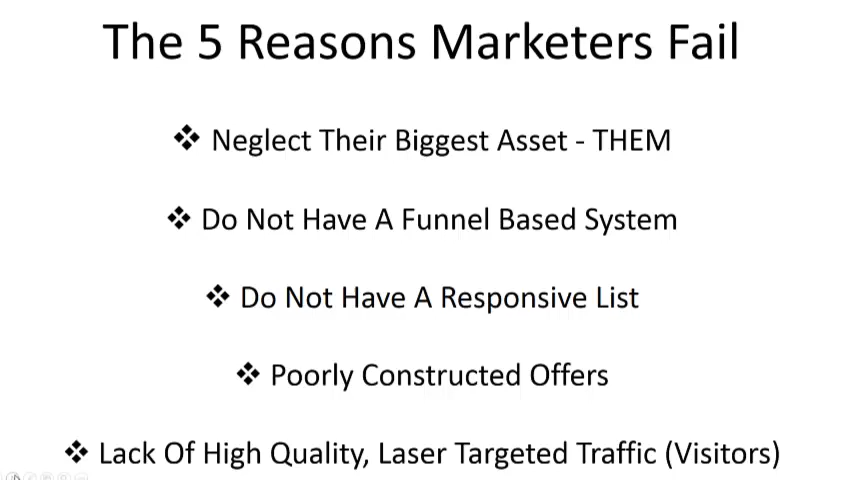 The 5 Reasons Marketers Fail
❖ Neglect Their Biggest Asset - THEM
❖ Do Not Have A Funnel Based System
❖ Do Not Have A Responsive List
❖ Poorly Constructed Offers
❖ Lack Of High Quality, Laser Targeted Traffic (Visitors)